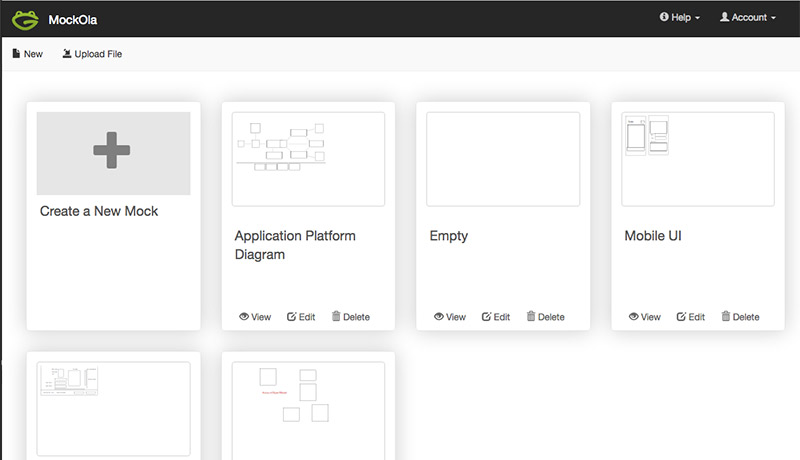 MockOla
Help
Account
New
Upload File
Create a New Mock
Application Platform
Diagram
Empty
Mobile UI
View Edit Delete
View Edit Delete
View Edit Delete